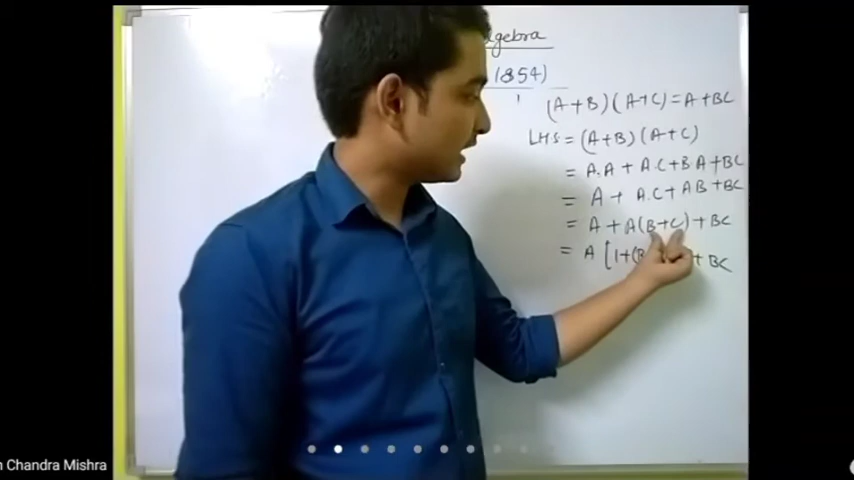 gebra
(1854)
(A+B)(A+C)=A+BC
LHS=(A+B)(A+C)
=A.A+A.C+B.A+BC
=A+A.C+AB+BC
=A+A(B+C)+BC
=A[1+(B +BC
n Chandra Mishra